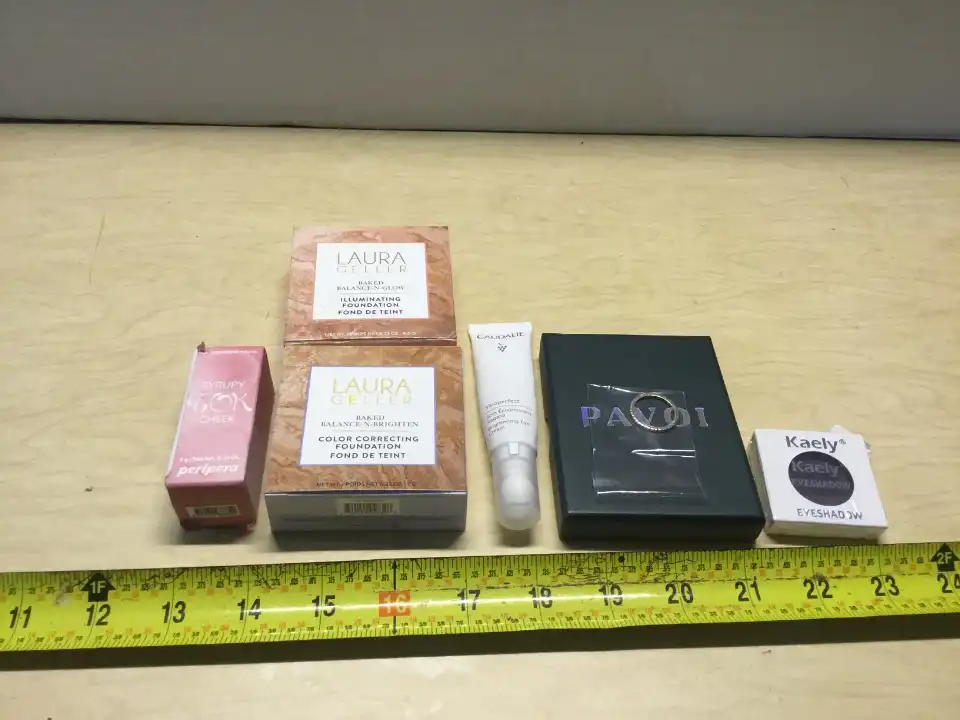 LAURA
GELLER
BAKED
BALANCE-N-GLOW
ILLUMINATING
FOUNDATION
FOND DE TEINT
LAURA
GELLER
BAKED
BALANCE-N-BRIGHTEN
COLOR CORRECTING
FOUNDATION
FOND DE TEINT
SYRUPY
TOK
CHEEK
peripera
CAUDALIE
Vinoperfect
PAVOI
Kaely®
Kaely
EYESHADOW
EYESHADOW
1F 2F
11 12 13 14 15 16 17 18 19 20 21 22 23 24